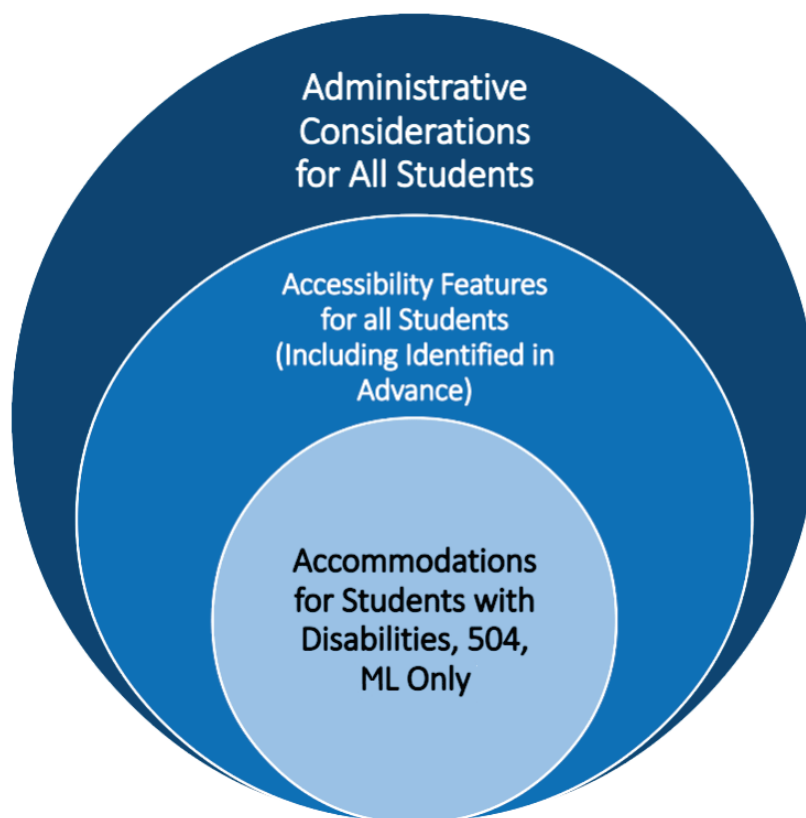 Administrative
Considerations
for All Students
Accessibility Features
for all Students
(Including Identified in
Advance)
Accommodations
for Students with
Disabilities, 504,
ML Only